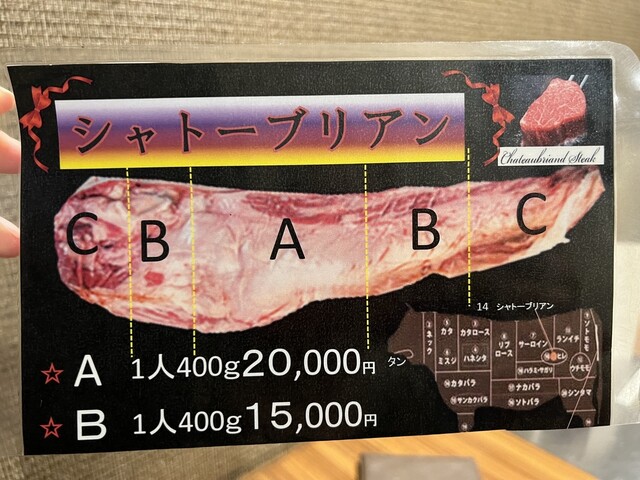 シャトーブリアン
Chateaubriand Steak
C B A B C
14 シャトーブリアン
☆ A 1人400g20,000円
☆ B 1人400g15,000円
タン
ネック
カタ
カタロース
リブロース
サーロイン
ランイチ
ソトモモ
ミスジ
ハネシタ
ヒレ
ウチモモ
ハラミ・サガリ
カタバラ
ナカバラ
シンタマ
サンカクバラ
ソトバラ